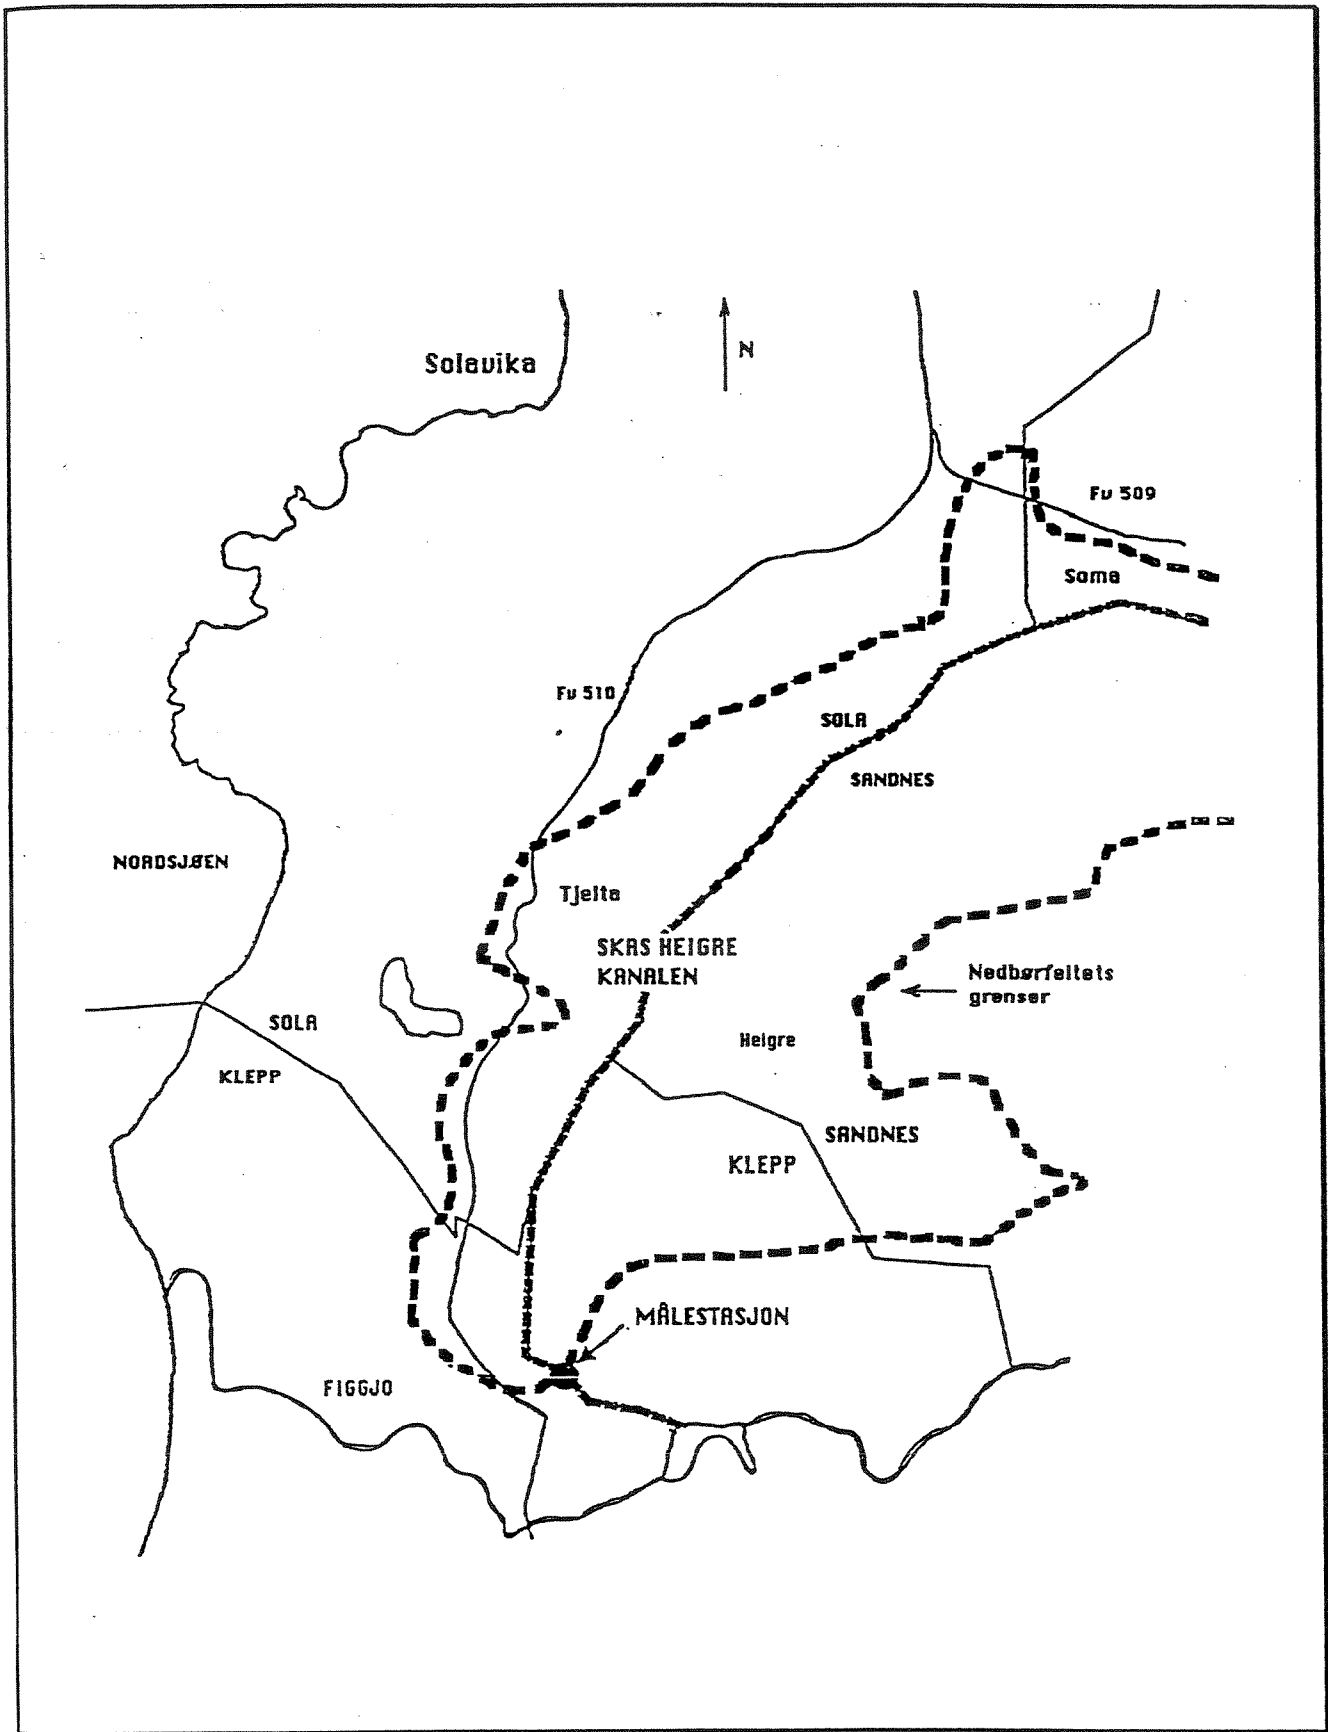 Solavika
N
Fv 509
Soma
Fv 510
SOLA
SANDNES
NORDSJØEN
Tjelta
SKAS HEIGRE
KANALEN
Nedbørfeltets
grenser
SOLA
Heigre
KLEPP
SANDNES
KLEPP
MÅLESTASJON
FIGGJO